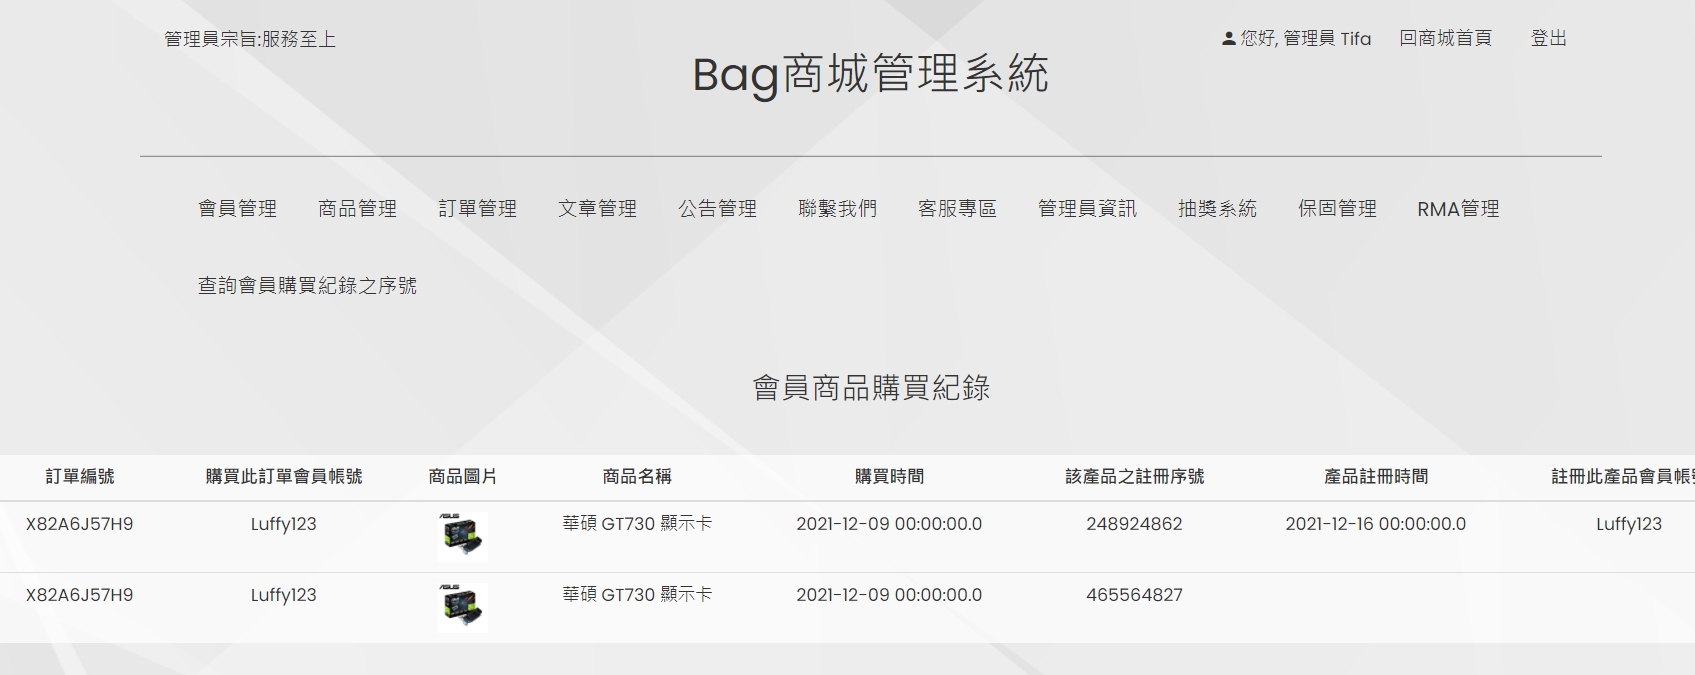 管理員宗旨:服務至上
您好, 管理員 Tifa 回商城首頁 登出
Bag商城管理系統
會員管理 商品管理 訂單管理 文章管理 公告管理 聯繫我們 客服專區 管理員資訊 抽獎系統 保固管理 RMA管理
查詢會員購買紀錄之序號
會員商品購買紀錄
訂單編號 購買此訂單會員帳號 商品圖片 商品名稱 購買時間 該產品之註冊序號 產品註冊時間 註冊此產品會員帳號
X82A6J57H9 Luffy123 ASUS 華碩 GT730 顯示卡 2021-12-09 00:00:00.0 248924862 2021-12-16 00:00:00.0 Luffy123
X82A6J57H9 Luffy123 ASUS 華碩 GT730 顯示卡 2021-12-09 00:00:00.0 465564827